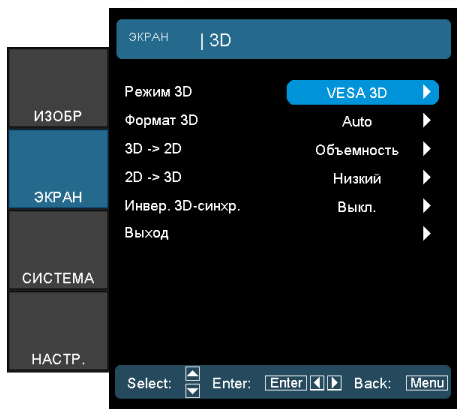 ЭКРАН | 3D
ИЗОБР
ЭКРАН
СИСТЕМА
НАСТР.
Режим 3D VESA 3D
Формат 3D Auto
3D -> 2D Объемность
2D -> 3D Низкий
Инвер. 3D-синхр. Выкл.
Выход
Select: Enter: Enter Back: Menu